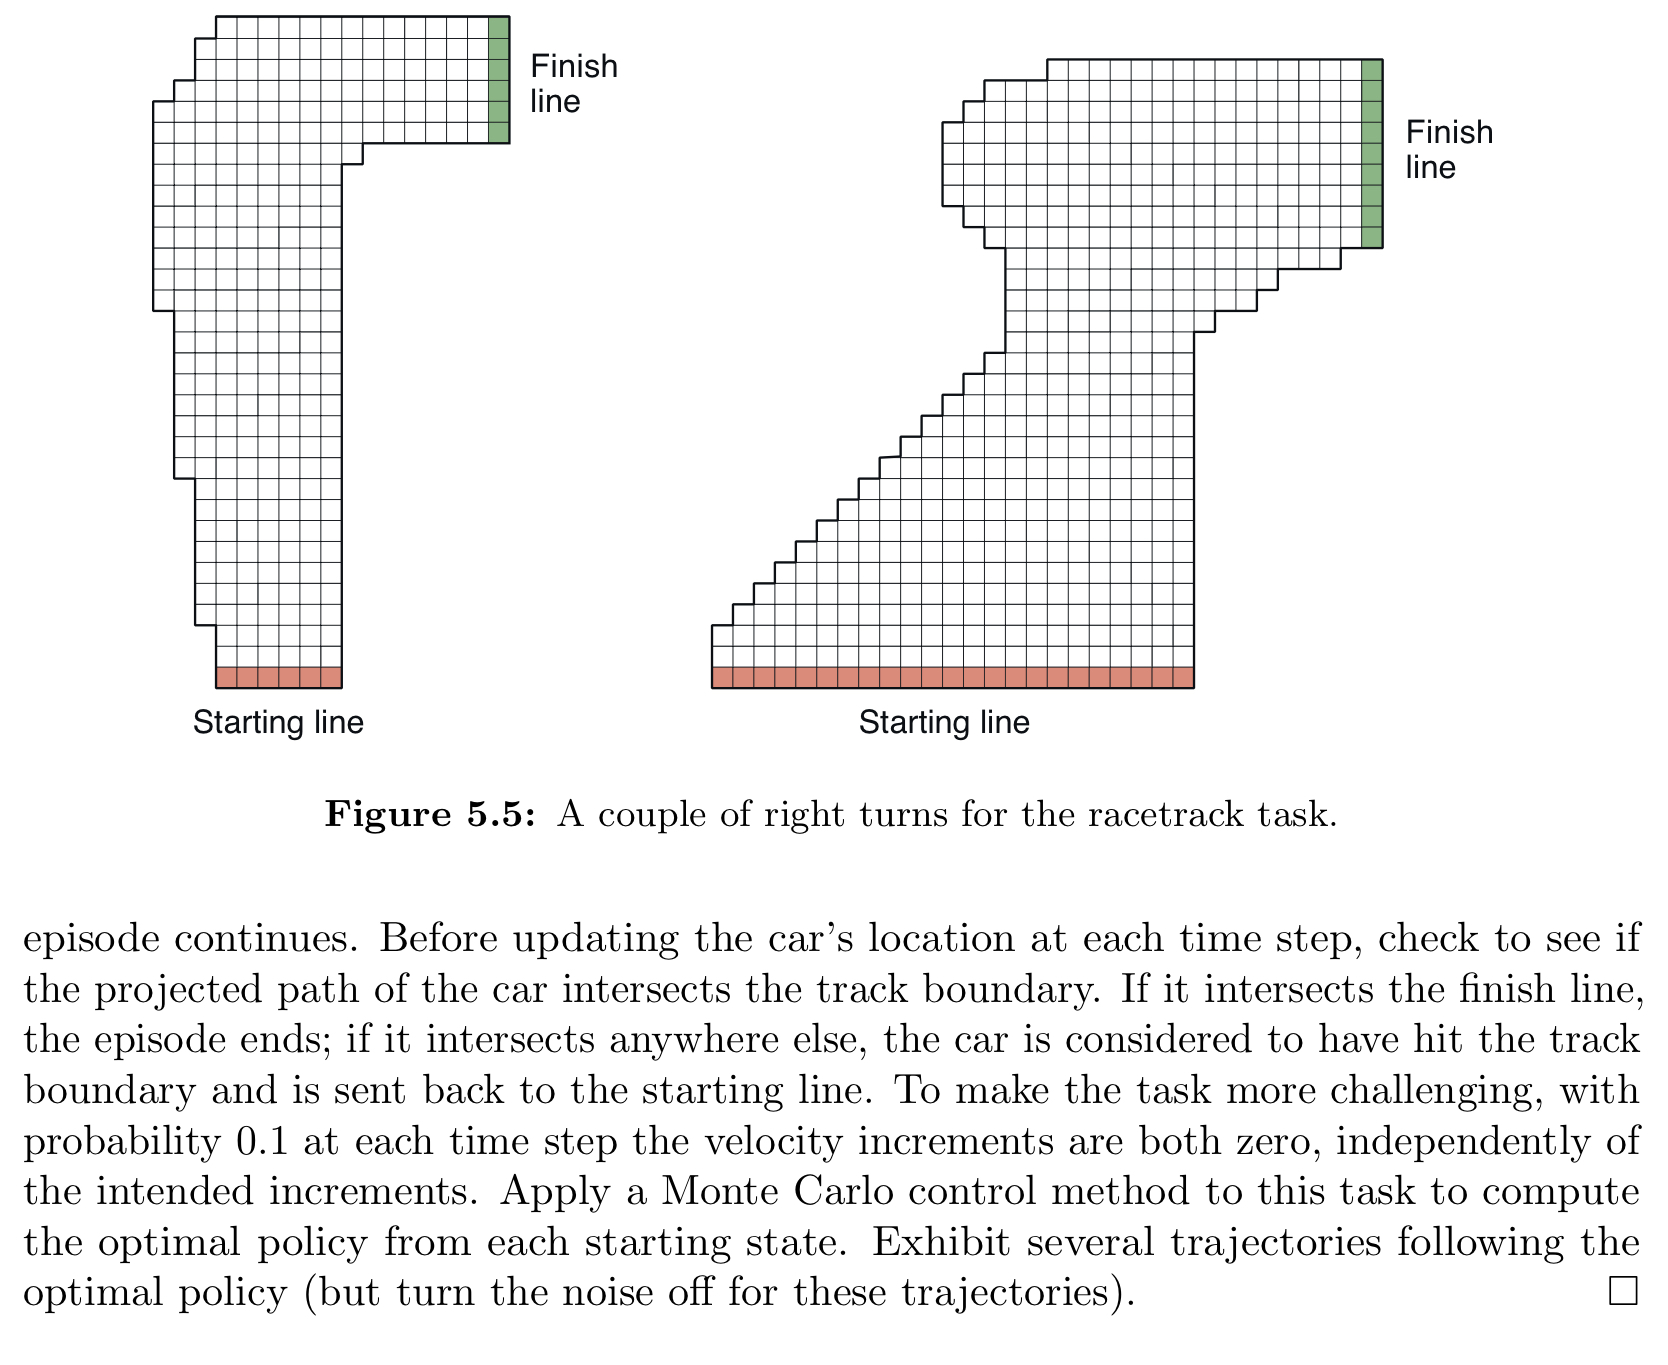 Finish
line
Finish
line
Starting line
Starting line
Figure 5.5: A couple of right turns for the racetrack task.
episode continues. Before updating the car's location at each time step, check to see if
the projected path of the car intersects the track boundary. If it intersects the finish line,
the episode ends; if it intersects anywhere else, the car is considered to have hit the track
boundary and is sent back to the starting line. To make the task more challenging, with
probability 0.1 at each time step the velocity increments are both zero, independently of
the intended increments. Apply a Monte Carlo control method to this task to compute
the optimal policy from each starting state. Exhibit several trajectories following the
optimal policy (but turn the noise off for these trajectories). □